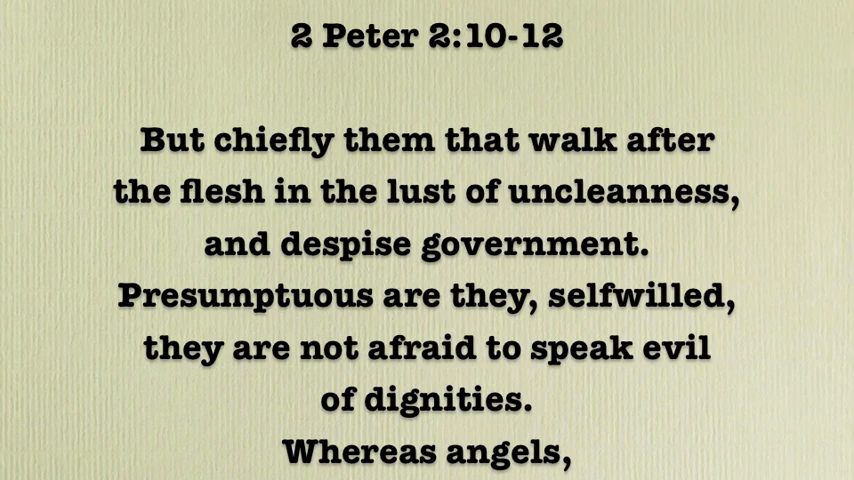 2 Peter 2:10-12
But chiefly them that walk after
the flesh in the lust of uncleanness,
and despise government.
Presumptuous are they, selfwilled,
they are not afraid to speak evil
of dignities.
Whereas angels,